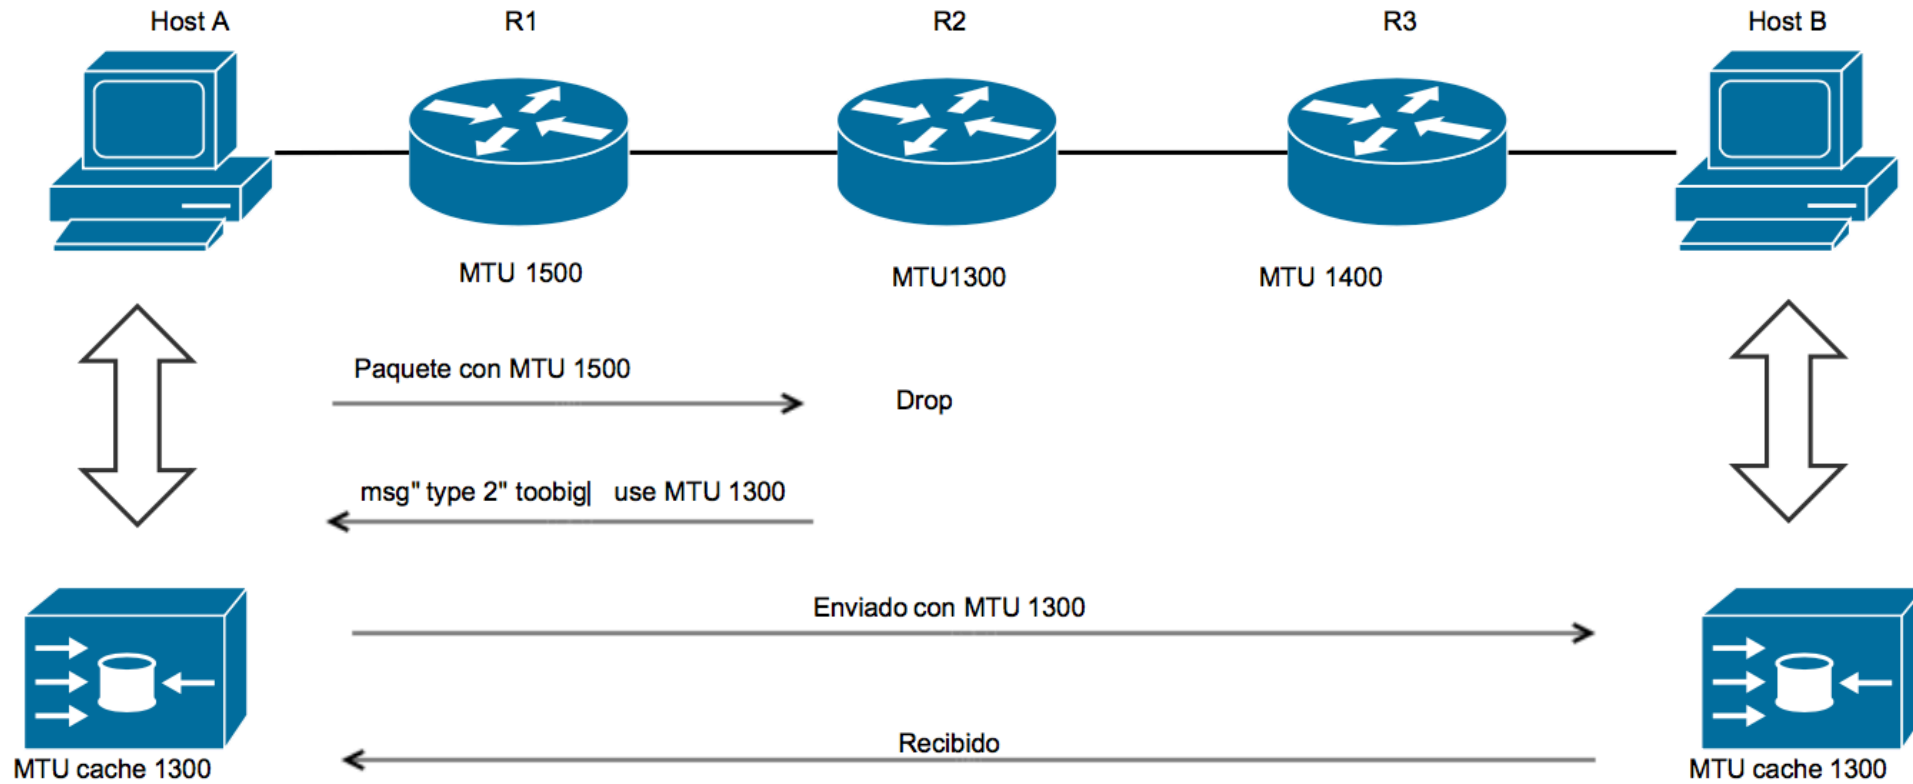 Host A
R1
R2
R3
Host B
MTU 1500
MTU1300
MTU 1400
Paquete con MTU 1500
Drop
msg" type 2" toobig| use MTU 1300
Enviado con MTU 1300
Recibido
MTU cache 1300
MTU cache 1300